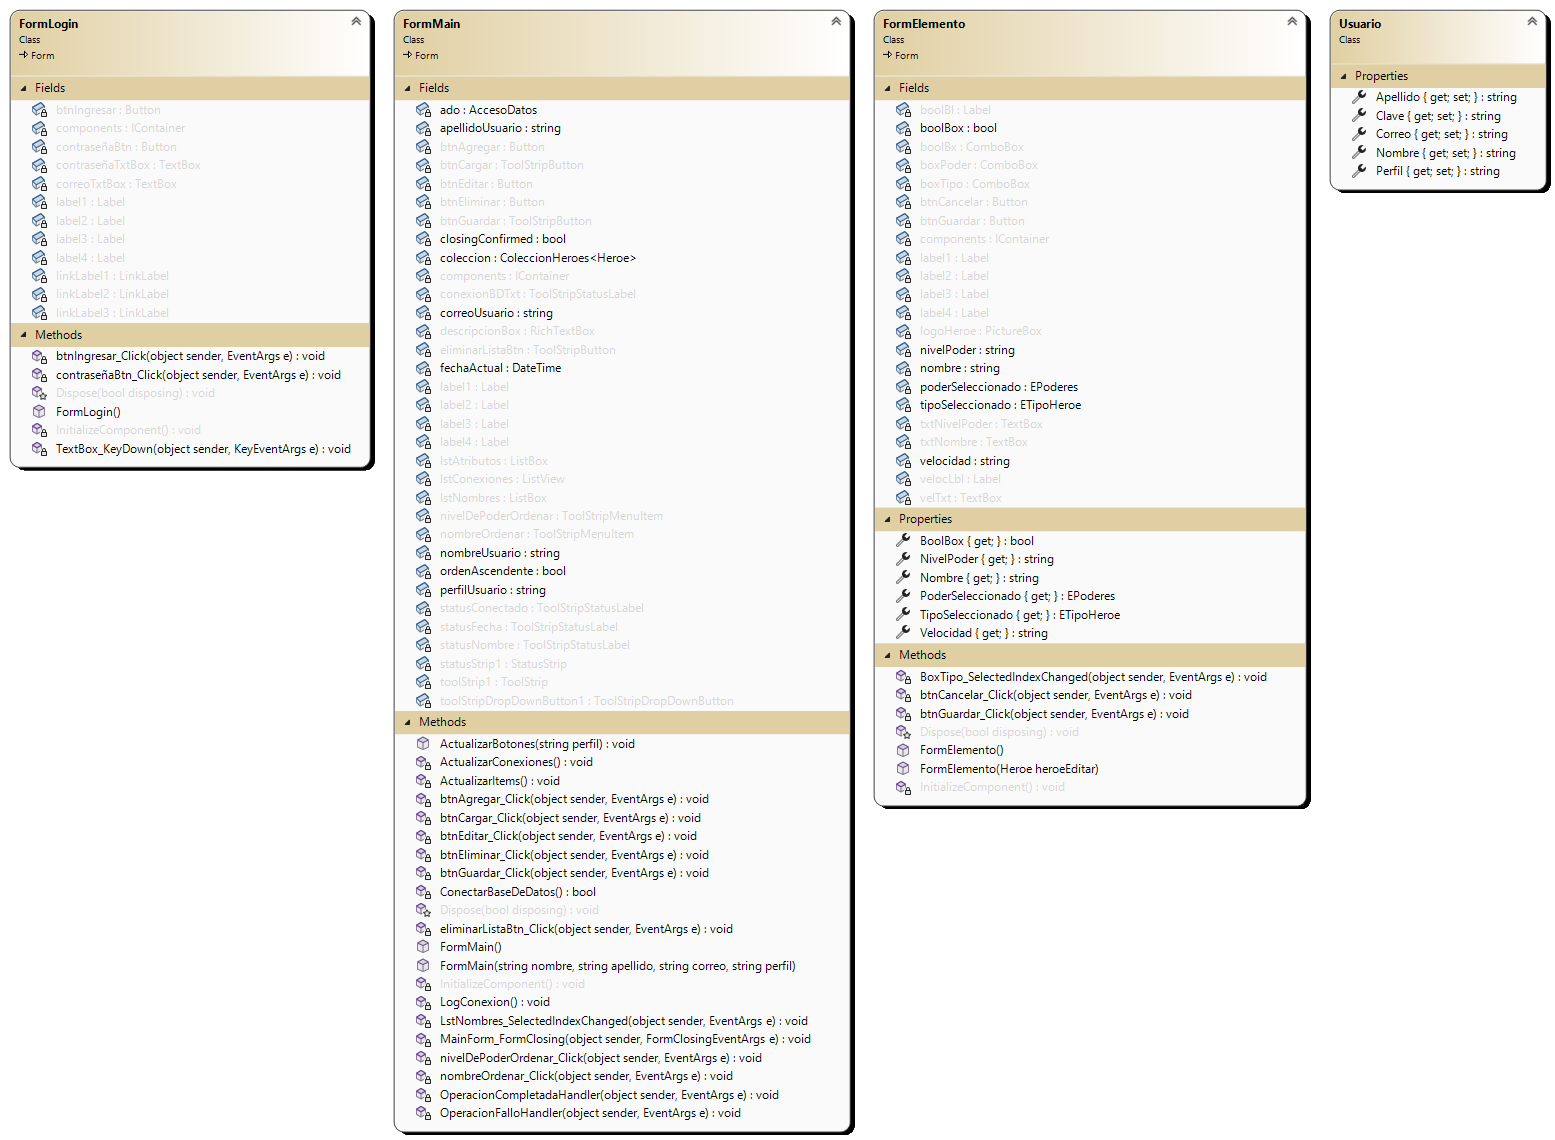 FormLogin
Class
Form
Fields
btnIngresar : Button
components : IContainer
contraseñaBtn : Button
contraseñaTxtBox : TextBox
correoTxtBox : TextBox
label1 : Label
label2 : Label
label3 : Label
label4 : Label
linkLabel1 : LinkLabel
linkLabel2 : LinkLabel
linkLabel3 : LinkLabel
Methods
btnIngresar_Click(object sender, EventArgs e) : void
contraseñaBtn_Click(object sender, EventArgs e) : void
Dispose(bool disposing) : void
FormLogin()
InitializeComponent() : void
TextBox_KeyDown(object sender, KeyEventArgs e) : void
FormMain
Class
Form
Fields
ado : AccesoDatos
apellidoUsuario : string
btnAgregar : Button
btnCargar : ToolStripButton
btnEditar : Button
btnEliminar : Button
btnGuardar : ToolStripButton
closingConfirmed : bool
coleccion : ColeccionHeroes<Heroe>
components : IContainer
conexionBDTxt : ToolStripStatusLabel
correoUsuario : string
descripcionBox : RichTextBox
eliminarListaBtn : ToolStripButton
fechaActual : DateTime
label1 : Label
label2 : Label
label3 : Label
label4 : Label
lstAtributos : ListBox
lstConexiones : ListView
lstNombres : ListBox
nivelDePoderOrdenar : ToolStripMenuItem
nombreOrdenar : ToolStripMenuItem
nombreUsuario : string
ordenAscendente : bool
perfilUsuario : string
statusConectado : ToolStripStatusLabel
statusFecha : ToolStripStatusLabel
statusNombre : ToolStripStatusLabel
statusStrip1 : StatusStrip
toolStrip1 : ToolStrip
toolStripDropDownButton1 : ToolStripDropDownButton
Methods
ActualizarBotones(string perfil) : void
ActualizarConexiones() : void
ActualizarItems() : void
btnAgregar_Click(object sender, EventArgs e) : void
btnCargar_Click(object sender, EventArgs e) : void
btnEditar_Click(object sender, EventArgs e) : void
btnEliminar_Click(object sender, EventArgs e) : void
btnGuardar_Click(object sender, EventArgs e) : void
ConectarBaseDeDatos() : bool
Dispose(bool disposing) : void
eliminarListaBtn_Click(object sender, EventArgs e) : void
FormMain()
FormMain(string nombre, string apellido, string correo, string perfil)
InitializeComponent() : void
LogConexion() : void
LstNombres_SelectedIndexChanged(object sender, EventArgs e) : void
MainForm_FormClosing(object sender, FormClosingEventArgs e) : void
nivelDePoderOrdenar_Click(object sender, EventArgs e) : void
nombreOrdenar_Click(object sender, EventArgs e) : void
OperacionCompletadaHandler(object sender, EventArgs e) : void
OperacionFalloHandler(object sender, EventArgs e) : void
FormElemento
Class
Form
Fields
boolBl : Label
boolBox : bool
boolBx : ComboBox
boxPoder : ComboBox
boxTipo : ComboBox
btnCancelar : Button
btnGuardar : Button
components : IContainer
label1 : Label
label2 : Label
label3 : Label
label4 : Label
logoHeroe : PictureBox
nivelPoder : string
nombre : string
poderSeleccionado : EPoderes
tipoSeleccionado : ETipoHeroe
txtNivelPoder : TextBox
txtNombre : TextBox
velocidad : string
velocLbl : Label
velTxt : TextBox
Properties
BoolBox { get; } : bool
NivelPoder { get; } : string
Nombre { get; } : string
PoderSeleccionado { get; } : EPoderes
TipoSeleccionado { get; } : ETipoHeroe
Velocidad { get; } : string
Methods
BoxTipo_SelectedIndexChanged(object sender, EventArgs e) : void
btnCancelar_Click(object sender, EventArgs e) : void
btnGuardar_Click(object sender, EventArgs e) : void
Dispose(bool disposing) : void
FormElemento()
FormElemento(Heroe heroeEditar)
InitializeComponent() : void
Usuario
Class
Properties
Apellido { get; set; } : string
Clave { get; set; } : string
Correo { get; set; } : string
Nombre { get; set; } : string
Perfil { get; set; } : string